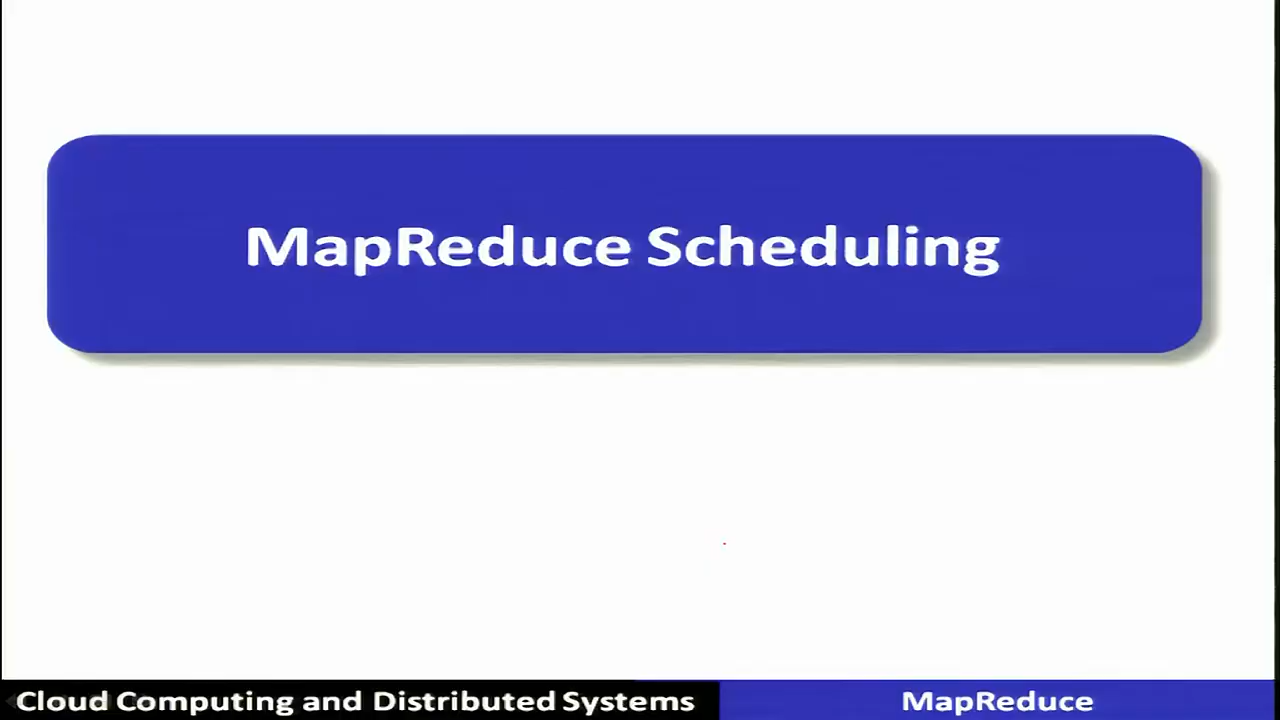 MapReduce Scheduling
Cloud Computing and Distributed Systems
MapReduce